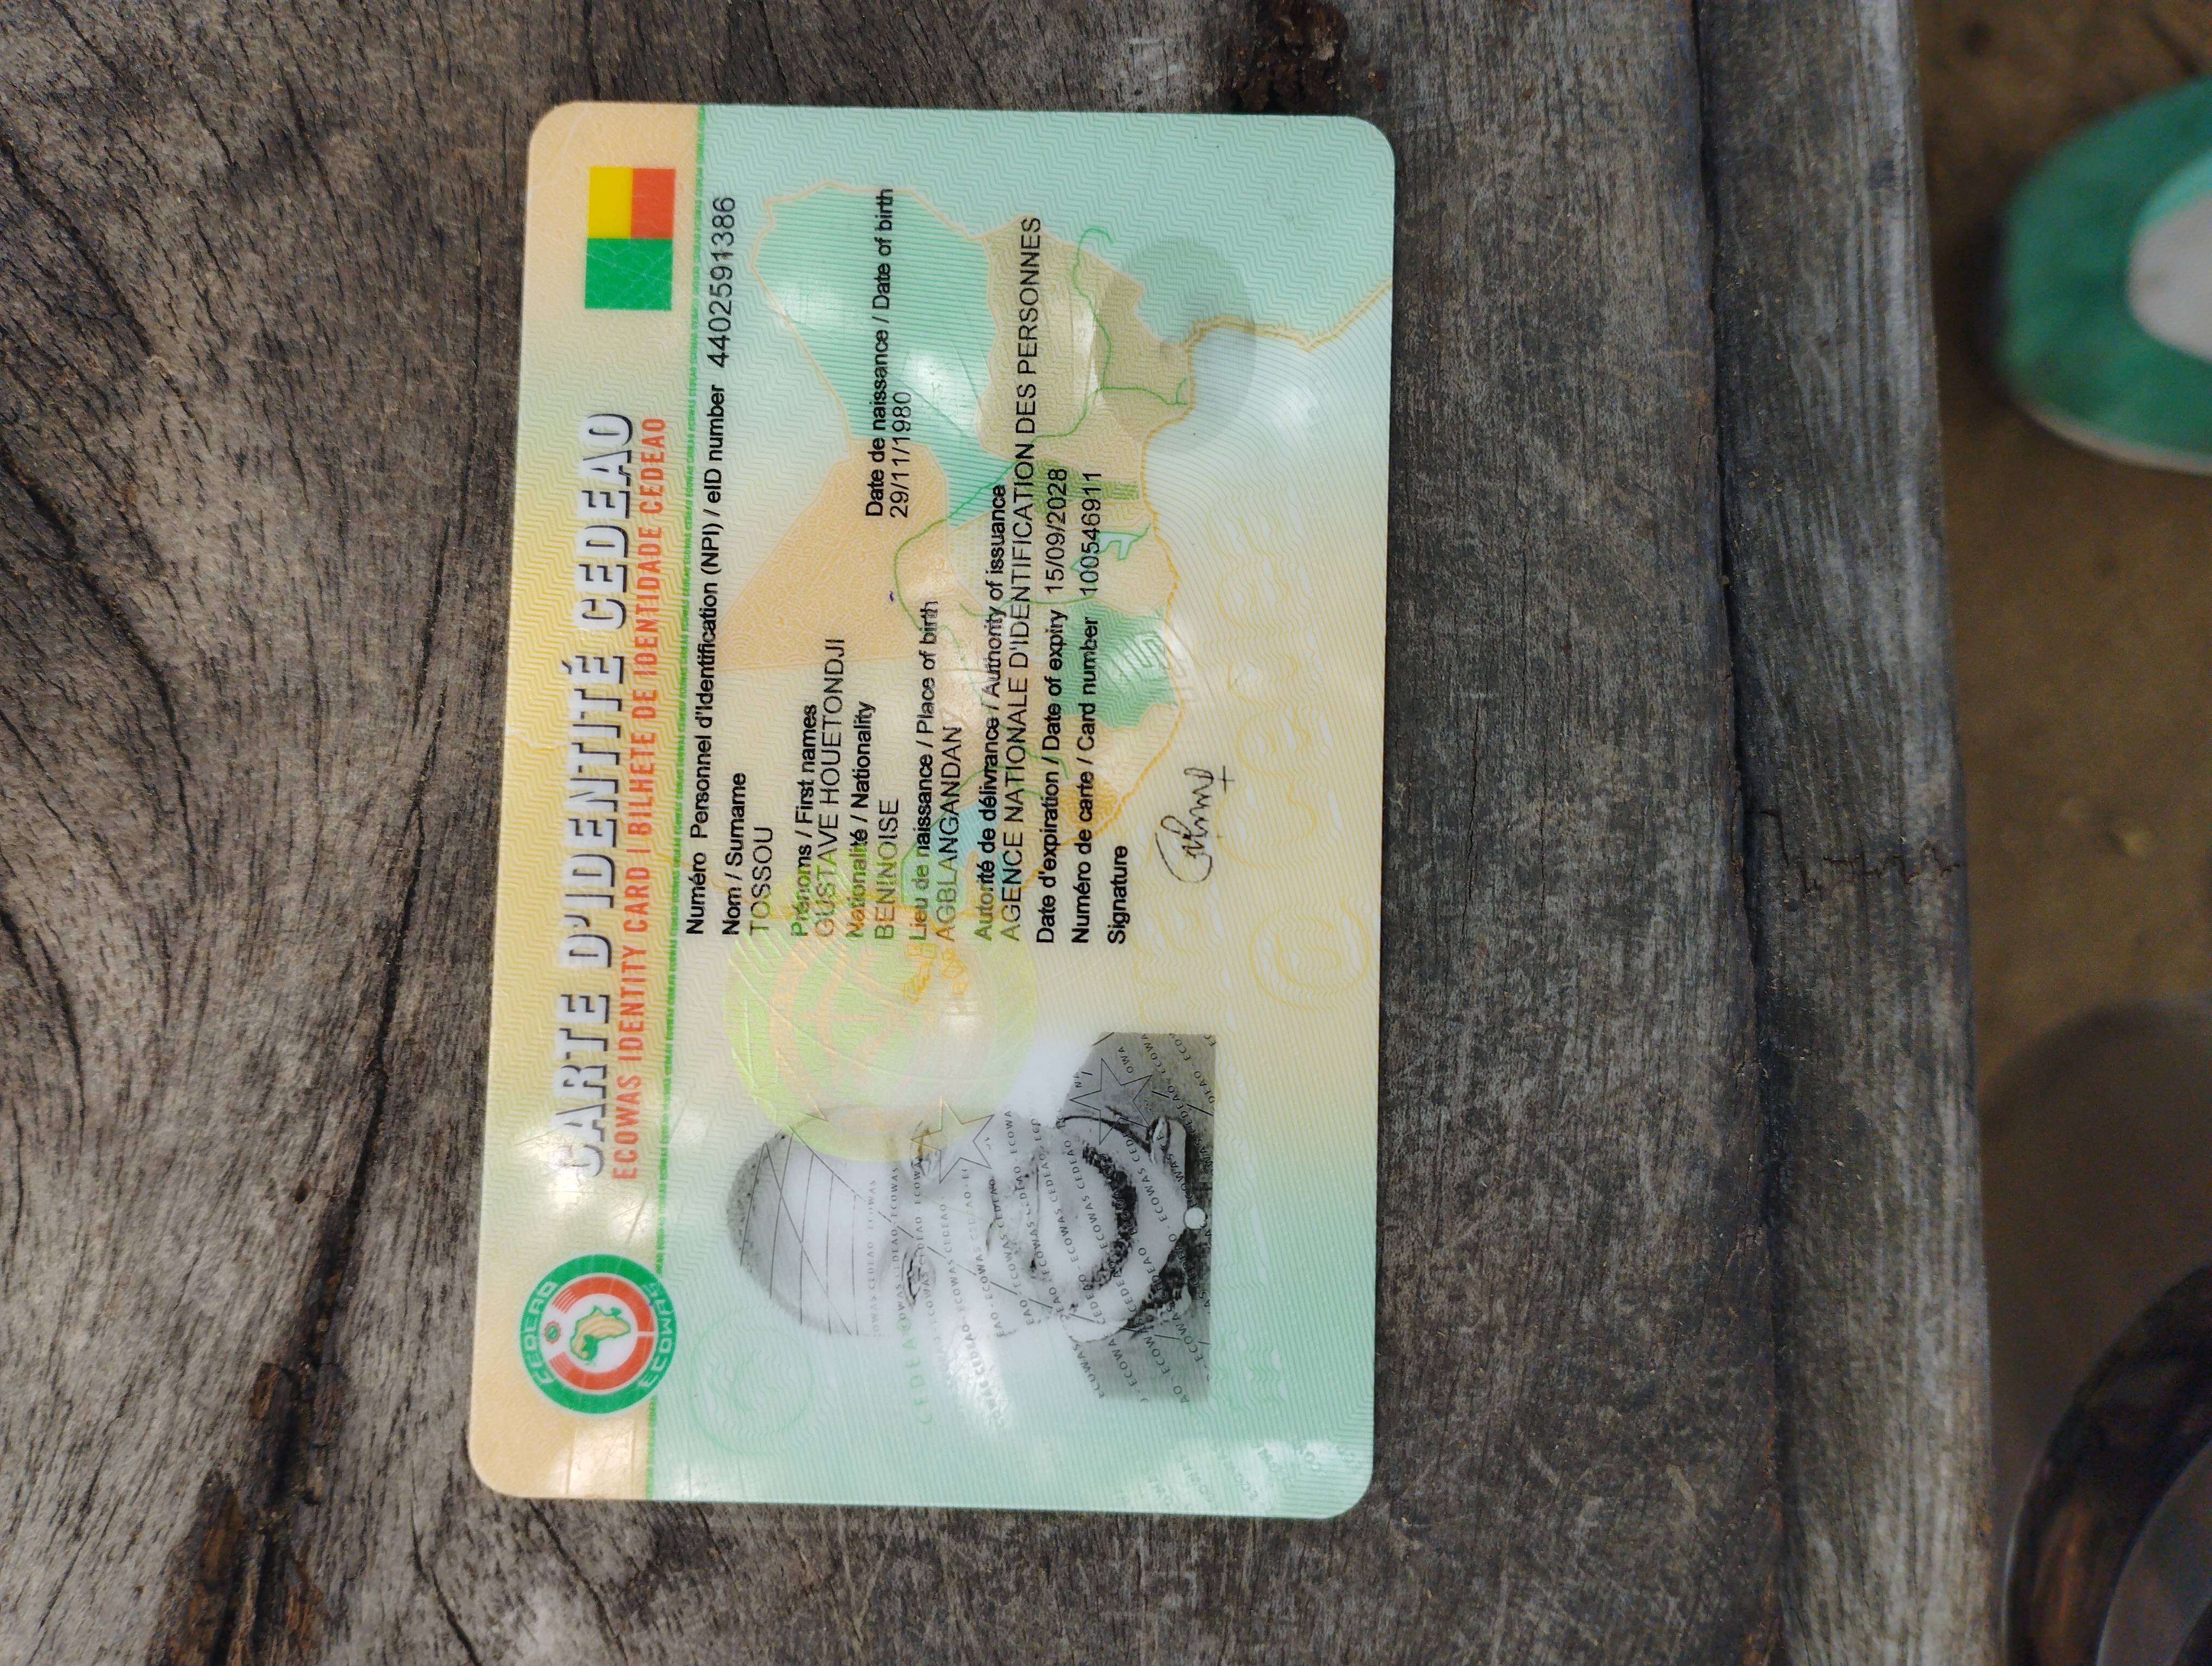 CARTE D'IDENTITÉ CEDEAO
ECOWAS IDENTITY CARD | BILHETE DE IDENTIDADE CEDEAO
CEDEAO
ECOWAS
Numéro Personnel d'Identification (NPI) / eID number 4402591386
Nom / Surname
TOSSOU
Prénoms / First names
GUSTAVE HOUETONDJI
Nationalité / Nationality
BENINOISE
Date de naissance / Date of birth
29/11/1980
Lieu de naissance / Place of birth
AGBLANGANDAN
Autorité de délivrance / Authority of issuance
AGENCE NATIONALE D'IDENTIFICATION DES PERSONNES
Date d'expiration / Date of expiry 15/09/2028
Numéro de carte / Card number 100546911
Signature